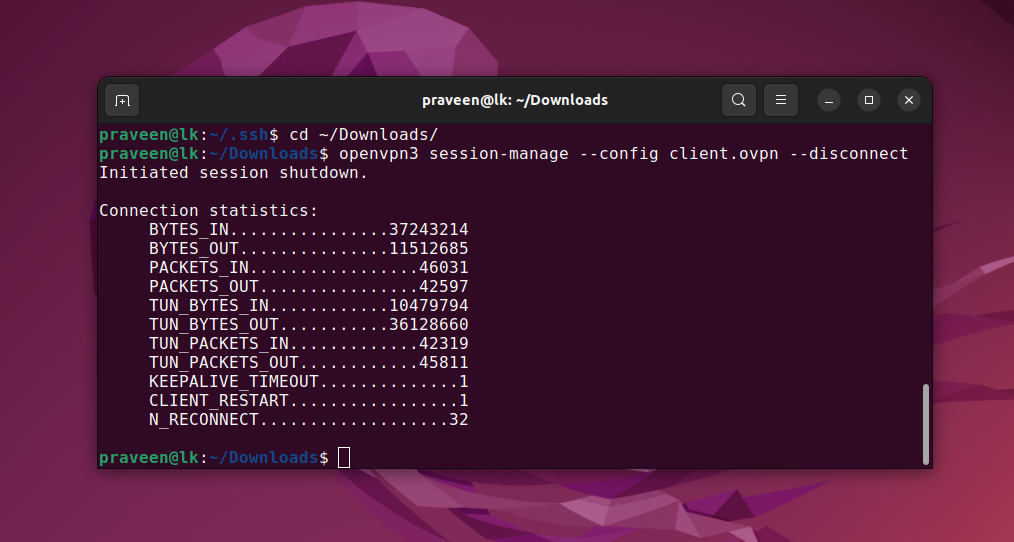 praveen@lk: ~/Downloads
praveen@lk:~/.ssh$ cd ~/Downloads/
praveen@lk:~/Downloads$ openvpn3 session-manage --config client.ovpn --disconnect
Initiated session shutdown.
Connection statistics:
BYTES_IN................37243214
BYTES_OUT...............11512685
PACKETS_IN.................46031
PACKETS_OUT................42597
TUN_BYTES_IN............10479794
TUN_BYTES_OUT...........36128660
TUN_PACKETS_IN.............42319
TUN_PACKETS_OUT............45811
KEEPALIVE_TIMEOUT..............1
CLIENT_RESTART.................1
N_RECONNECT...................32
praveen@lk:~/Downloads$